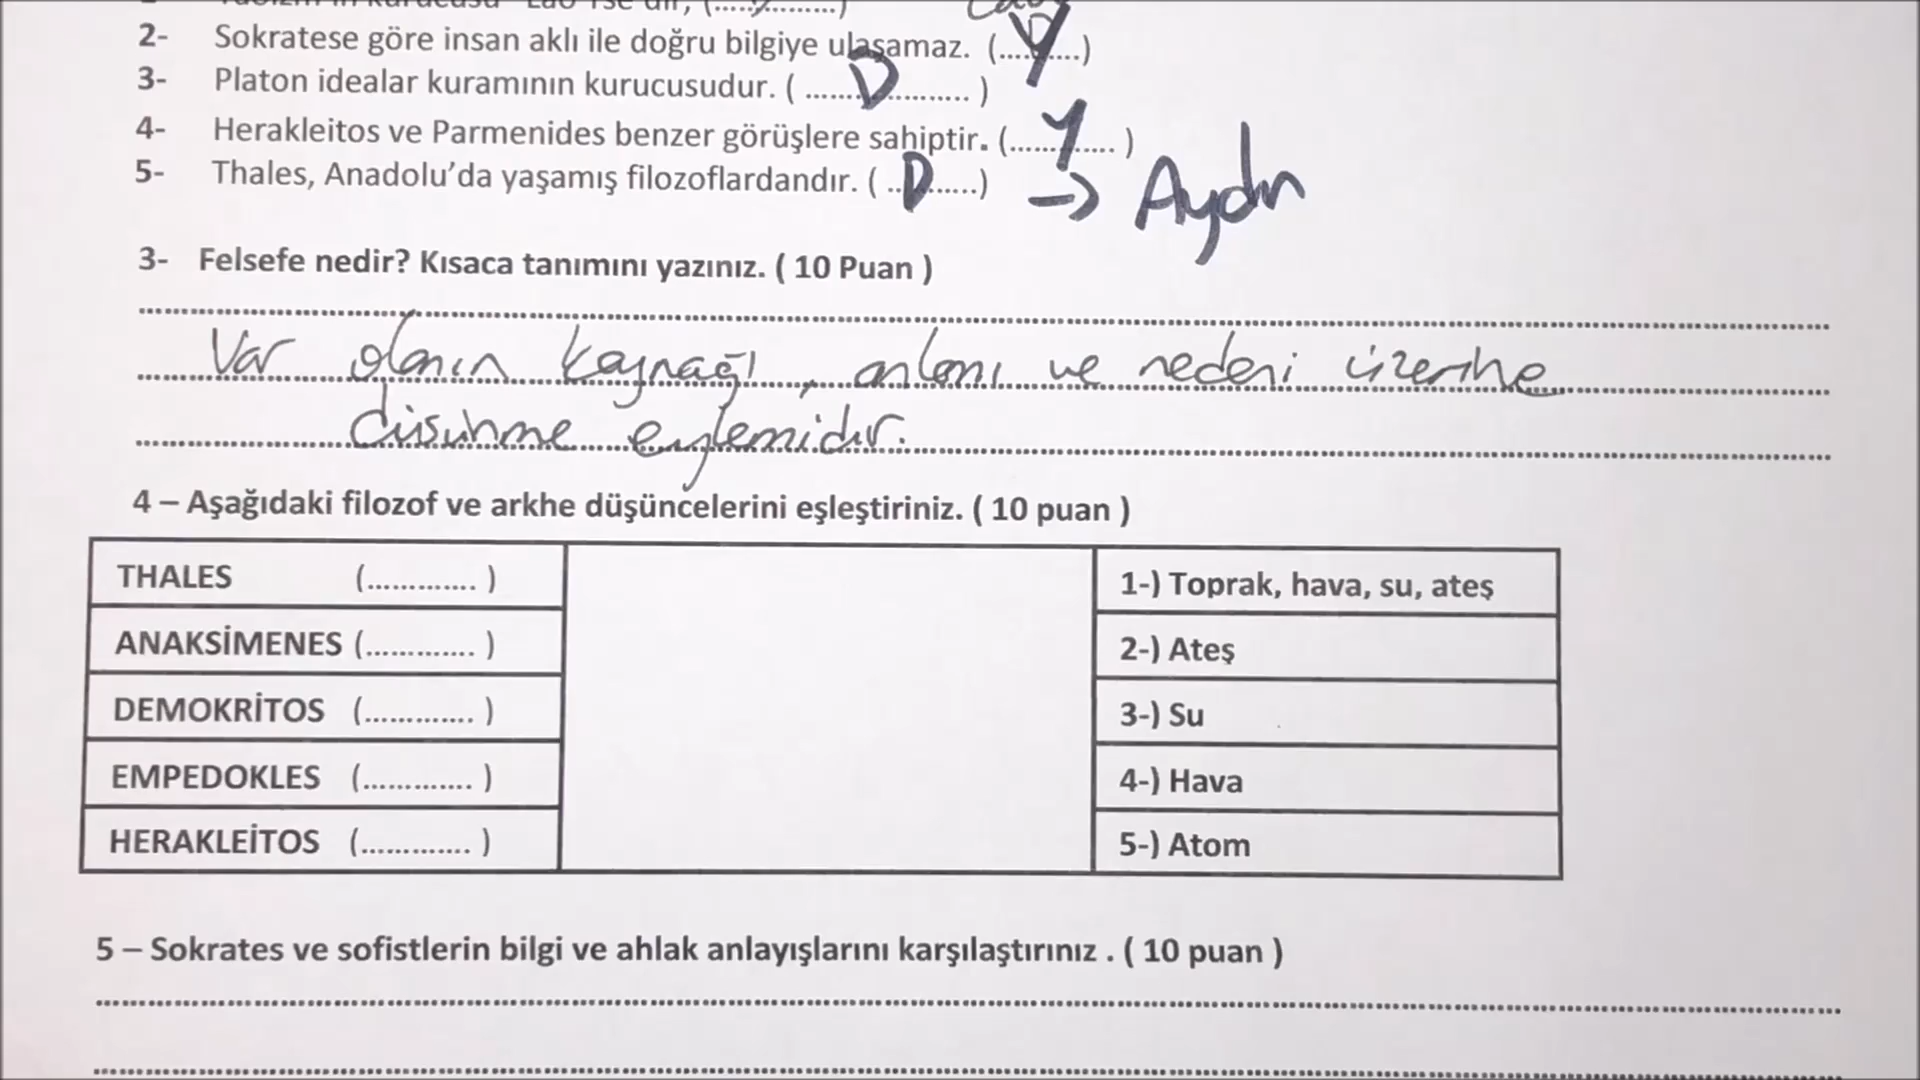 2- Sokratese göre insan aklı ile doğru bilgiye ulaşamaz. (....Y....)
3- Platon idealar kuramının kurucusudur. ( ......D............ )
4- Herakleitos ve Parmenides benzer görüşlere sahiptir. (......Y..... )
5- Thales, Anadolu’da yaşamış filozoflardandır. ( ..D......) -> Aydın
3- Felsefe nedir? Kısaca tanımını yazınız. ( 10 Puan )
Var olanın kaynağı, anlamı ve nedeni üzerine
düşünme eylemidir.
4 – Aşağıdaki filozof ve arkhe düşüncelerini eşleştiriniz. ( 10 puan )
THALES (............. ) 1-) Toprak, hava, su, ateş
ANAKSİMENES (............. ) 2-) Ateş
DEMOKRİTOS (............. ) 3-) Su
EMPEDOKLES (............. ) 4-) Hava
HERAKLEİTOS (............. ) 5-) Atom
5 – Sokrates ve sofistlerin bilgi ve ahlak anlayışlarını karşılaştırınız . ( 10 puan )